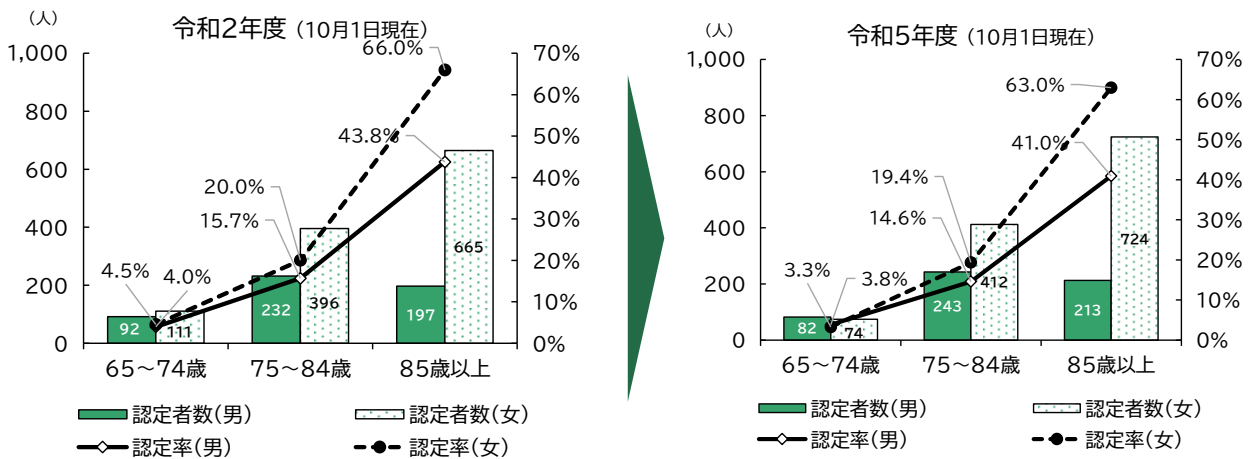 令和2年度 (10月1日現在)
(人)
1,000
800
600
400
200
0
70%
60%
50%
40%
30%
20%
10%
0%
66.0%
43.8%
20.0%
15.7%
4.5%
4.0%
92
111
232
396
197
665
65~74歳
75~84歳
85歳以上
認定者数(男)
認定者数(女)
認定率(男)
認定率(女)
令和5年度 (10月1日現在)
(人)
1,000
800
600
400
200
0
70%
60%
50%
40%
30%
20%
10%
0%
63.0%
41.0%
19.4%
14.6%
3.3%
3.8%
82
74
243
412
213
724
65~74歳
75~84歳
85歳以上
認定者数(男)
認定者数(女)
認定率(男)
認定率(女)